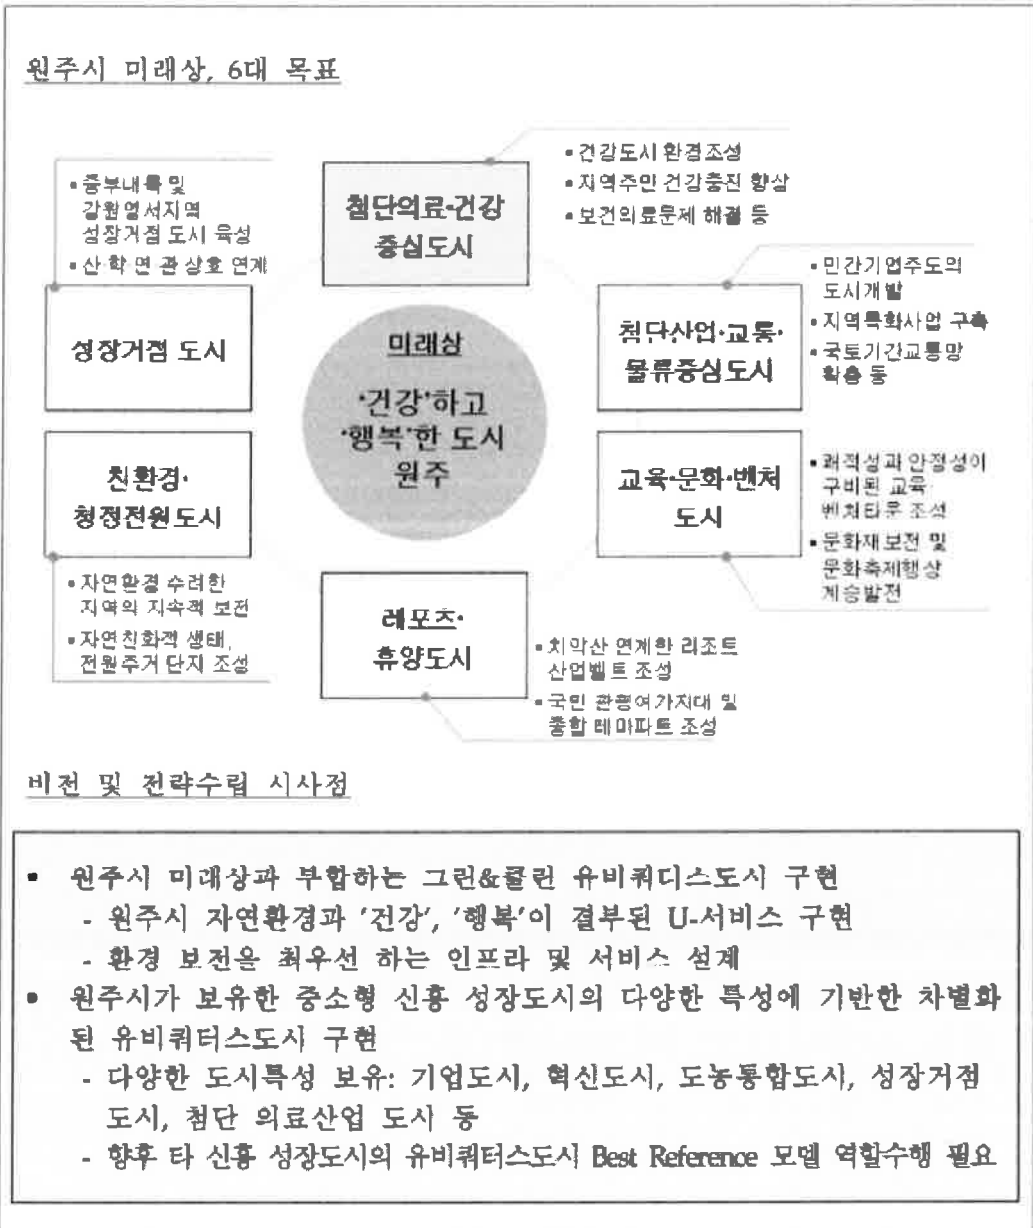 원주시 미래상, 6대 목표
첨단의료·건강
중심도시
• 건강도시 환경조성
• 지역주민 건강증진 향상
• 보건의료문제 해결 등
• 중부내륙 및
강원영서지역
성장거점 도시 육성
• 산·학·연·관 상호 연계
성장거점 도시
첨단산업·교통·
물류중심도시
• 민간기업주도의
도시개발
• 지역특화사업 구축
• 국토기간교통망
확충 등
미래상
'건강'하고
'행복'한 도시
원주
친환경·
청정전원도시
• 자연환경 수려한
지역의 지속적 보전
• 자연친화적 생태,
전원주거 단지 조성
교육·문화·벤처
도시
• 쾌적성과 안정성이
구비된 교육·
벤처타운 조성
• 문화재보전 및
문화축제행상
계승발전
레포츠·
휴양도시
• 치악산 연계한 리조트
산업벨트 조성
• 국민 관광여가지대 및
종합 테마파트 조성
비전 및 전략수립 시사점
• 원주시 미래상과 부합하는 그린&클린 유비쿼터스도시 구현
- 원주시 자연환경과 '건강', '행복'이 결부된 U-서비스 구현
- 환경 보전을 최우선 하는 인프라 및 서비스 설계
• 원주시가 보유한 중소형 신흥 성장도시의 다양한 특성에 기반한 차별화
된 유비쿼터스도시 구현
- 다양한 도시특성 보유: 기업도시, 혁신도시, 도농통합도시, 성장거점
도시, 첨단 의료산업 도시 등
- 향후 타 신흥 성장도시의 유비쿼터스도시 Best Reference 모델 역할수행 필요